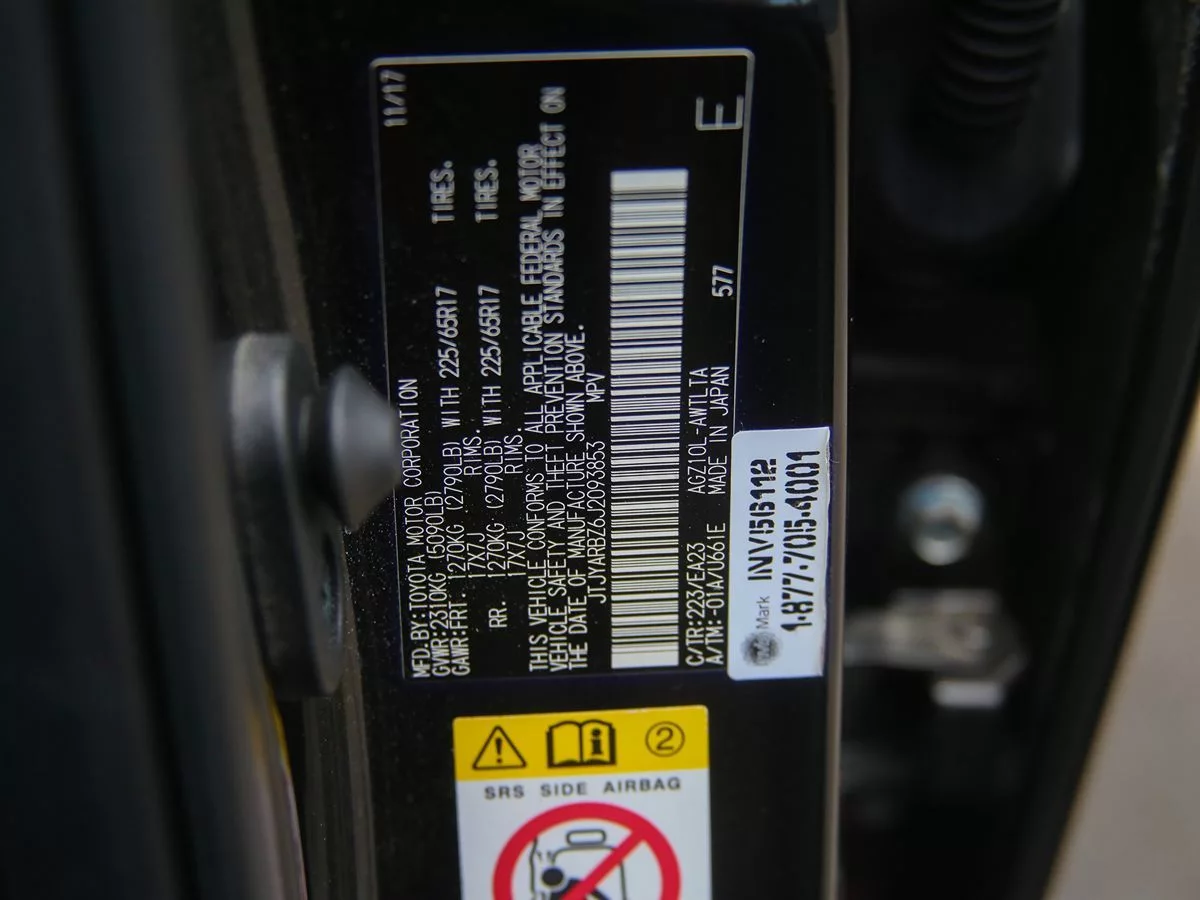 11/17
MFD.BY:TOYOTA MOTOR CORPORATION
GVWR:2310KG (5090LB)
GAWR:FRT. 1270KG (2790LB) WITH 225/65R17 TIRES.
17X7J RIMS.
RR. 1270KG (2790LB) WITH 225/65R17 TIRES.
17X7J RIMS.
THIS VEHICLE CONFORMS TO ALL APPLICABLE FEDERAL MOTOR
VEHICLE SAFETY AND THEFT PREVENTION STANDARDS IN EFFECT ON
THE DATE OF MANUFACTURE SHOWN ABOVE.
JTJYARBZ6J2093853 MPV
C/TR:223/EA23 AGZ10L-AWTLTA 577
A/TM:-01A/U661E MADE IN JAPAN
E
Mark INV56112
1-877-705-4001
2
SRS SIDE AIRBAG